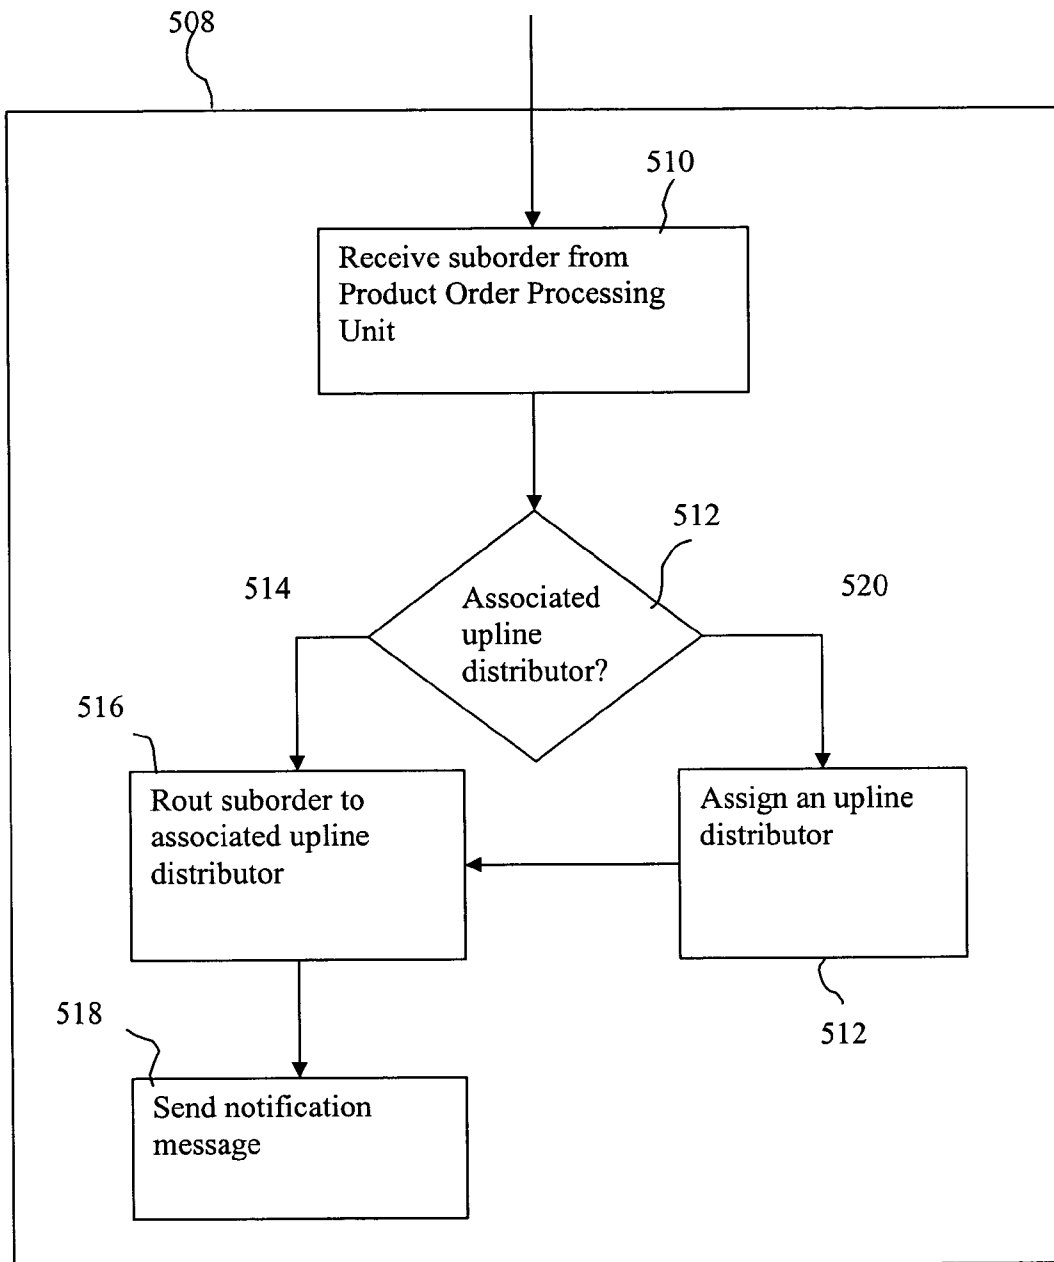 508
510
Receive suborder from
Product Order Processing
Unit
512
514
520
Associated
upline
distributor?
516
Rout suborder to
associated upline
distributor
Assign an upline
distributor
518
512
Send notification
message